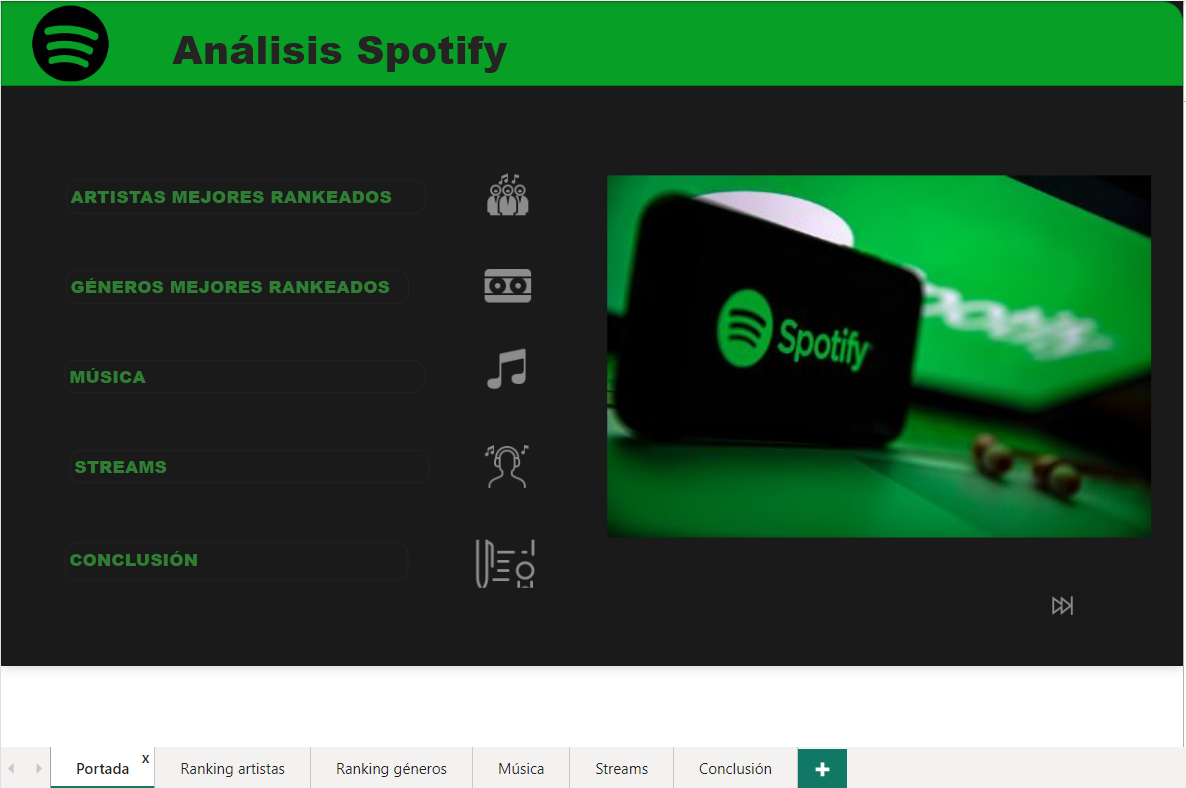 Análisis Spotify
ARTISTAS MEJORES RANKEADOS
GÉNEROS MEJORES RANKEADOS
MÚSICA
STREAMS
CONCLUSIÓN
Spotify
Portada
x
Ranking artistas
Ranking géneros
Música
Streams
Conclusión